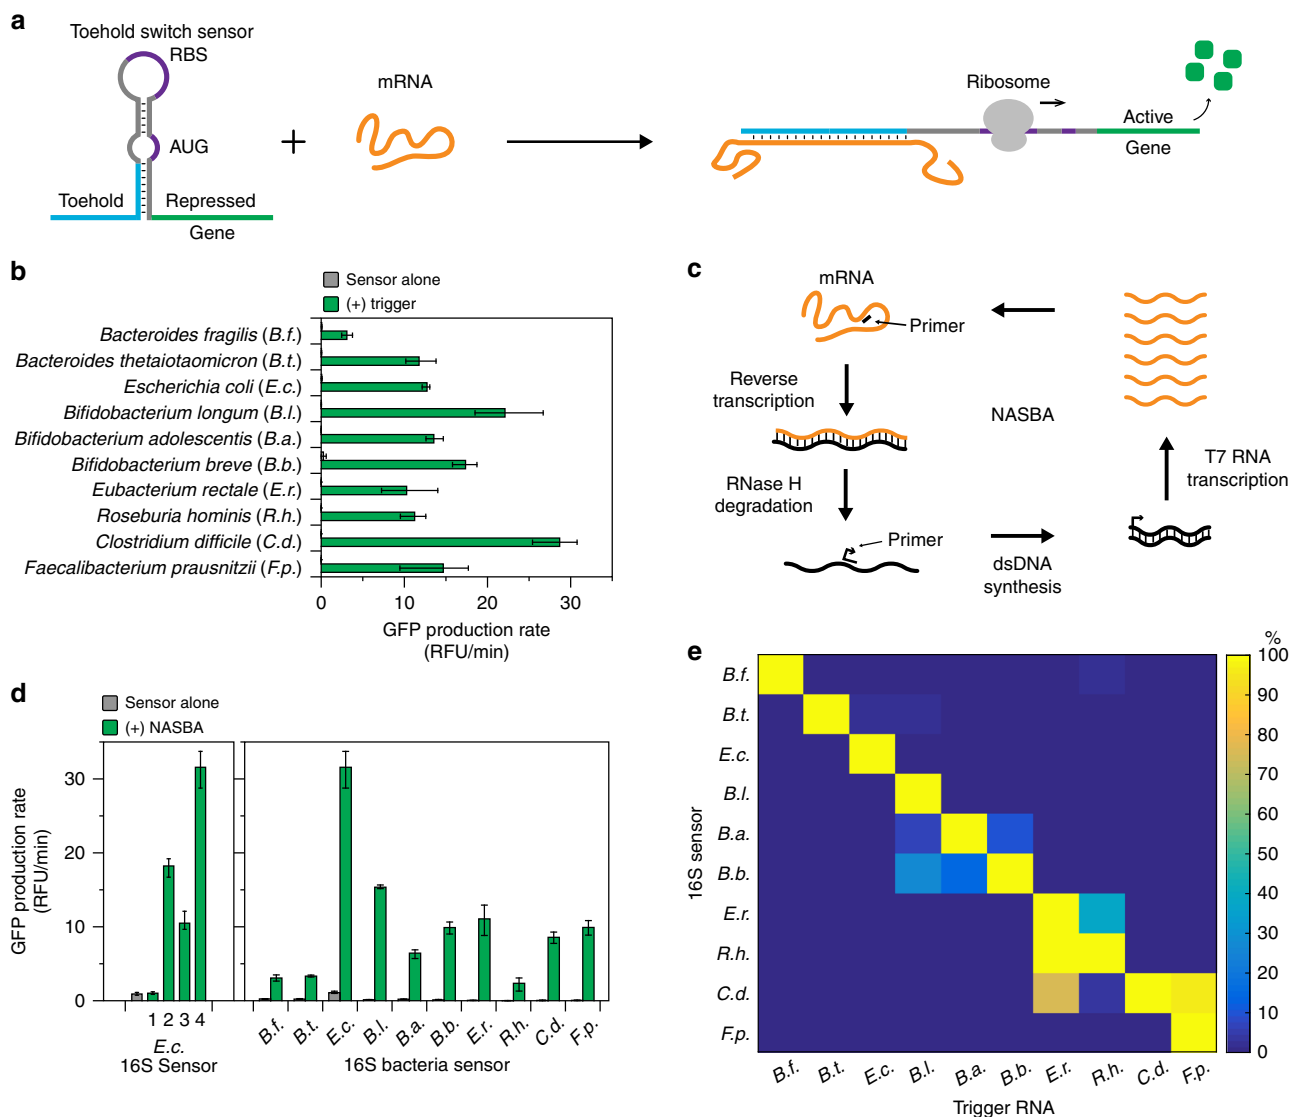 a
Toehold switch sensor
RBS
AUG
Toehold
Repressed
Gene
mRNA
Ribosome
Active
Gene
b
Sensor alone
(+) trigger
Bacteroides fragilis (B.f.)
Bacteroides thetaiotaomicron (B.t.)
Escherichia coli (E.c.)
Bifidobacterium longum (B.l.)
Bifidobacterium adolescentis (B.a.)
Bifidobacterium breve (B.b.)
Eubacterium rectale (E.r.)
Roseburia hominis (R.h.)
Clostridium difficile (C.d.)
Faecalibacterium prausnitzii (F.p.)
0 10 20 30
GFP production rate
(RFU/min)
c
mRNA
Primer
Reverse
transcription
NASBA
RNase H
degradation
Primer
dsDNA
synthesis
T7 RNA
transcription
d
Sensor alone
(+) NASBA
GFP production rate
(RFU/min)
30
20
10
0
1 2 3 4
E.c.
16S Sensor
B.f. B.t. E.c. B.l. B.a. B.b. E.r. R.h. C.d. F.p.
16S bacteria sensor
e
16S sensor
B.f.
B.t.
E.c.
B.l.
B.a.
B.b.
E.r.
R.h.
C.d.
F.p.
B.f. B.t. E.c. B.l. B.a. B.b. E.r. R.h. C.d. F.p.
Trigger RNA
%
100
90
80
70
60
50
40
30
20
10
0